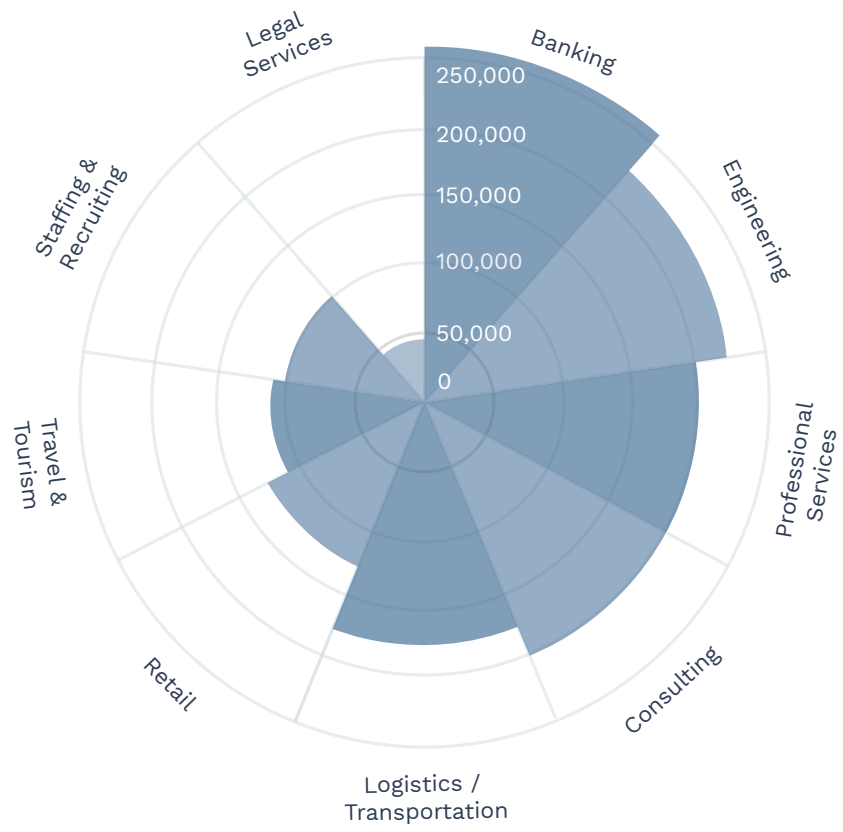 Legal
Services
Banking
250,000
200,000
150,000
100,000
50,000
0
Engineering
Professional
Services
Consulting
Logistics /
Transportation
Retail
Travel &
Tourism
Staffing &
Recruiting